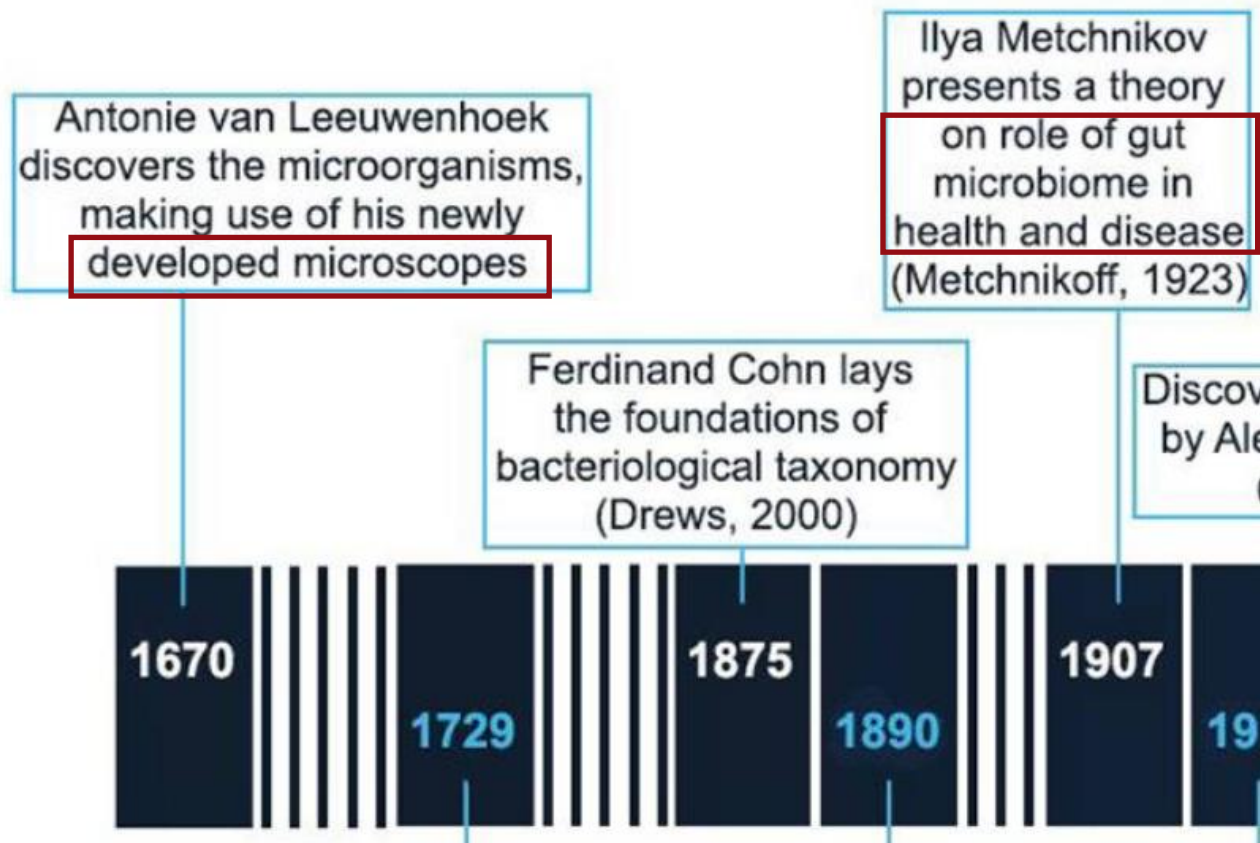 Antonie van Leeuwenhoek
discovers the microorganisms,
making use of his newly
developed microscopes
Ilya Metchnikov
presents a theory
on role of gut
microbiome in
health and disease
(Metchnikoff, 1923)
Ferdinand Cohn lays
the foundations of
bacteriological taxonomy
(Drews, 2000)
by
1670
1729
1875
1890
1907